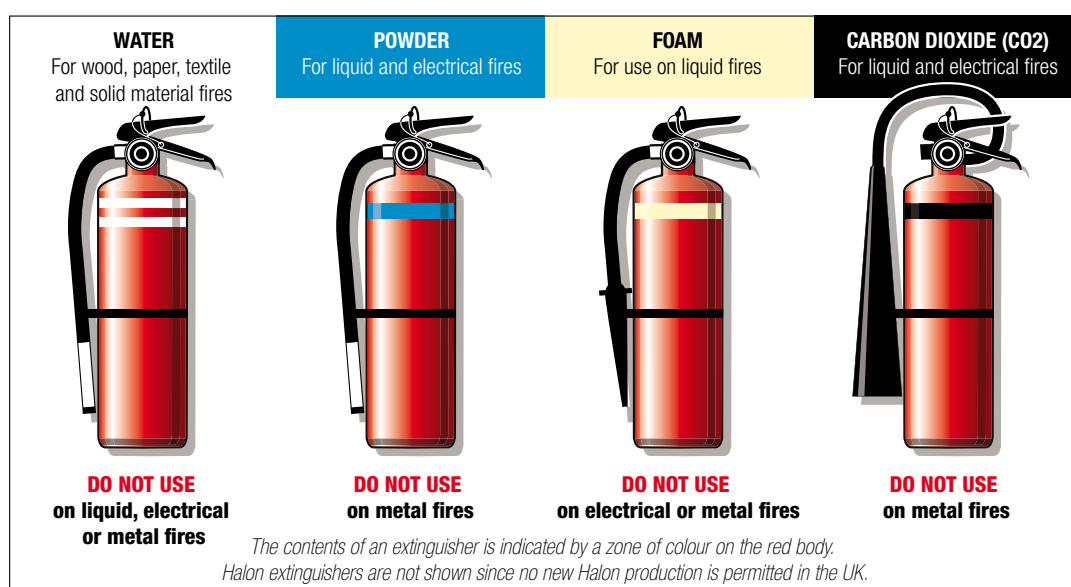 WATER
For wood, paper, textile
and solid material fires
POWDER
For liquid and electrical fires
FOAM
For use on liquid fires
CARBON DIOXIDE (CO2)
For liquid and electrical fires
DO NOT USE
on liquid, electrical
or metal fires
DO NOT USE
on metal fires
DO NOT USE
on electrical or metal fires
DO NOT USE
on metal fires
The contents of an extinguisher is indicated by a zone of colour on the red body.
Halon extinguishers are not shown since no new Halon production is permitted in the UK.